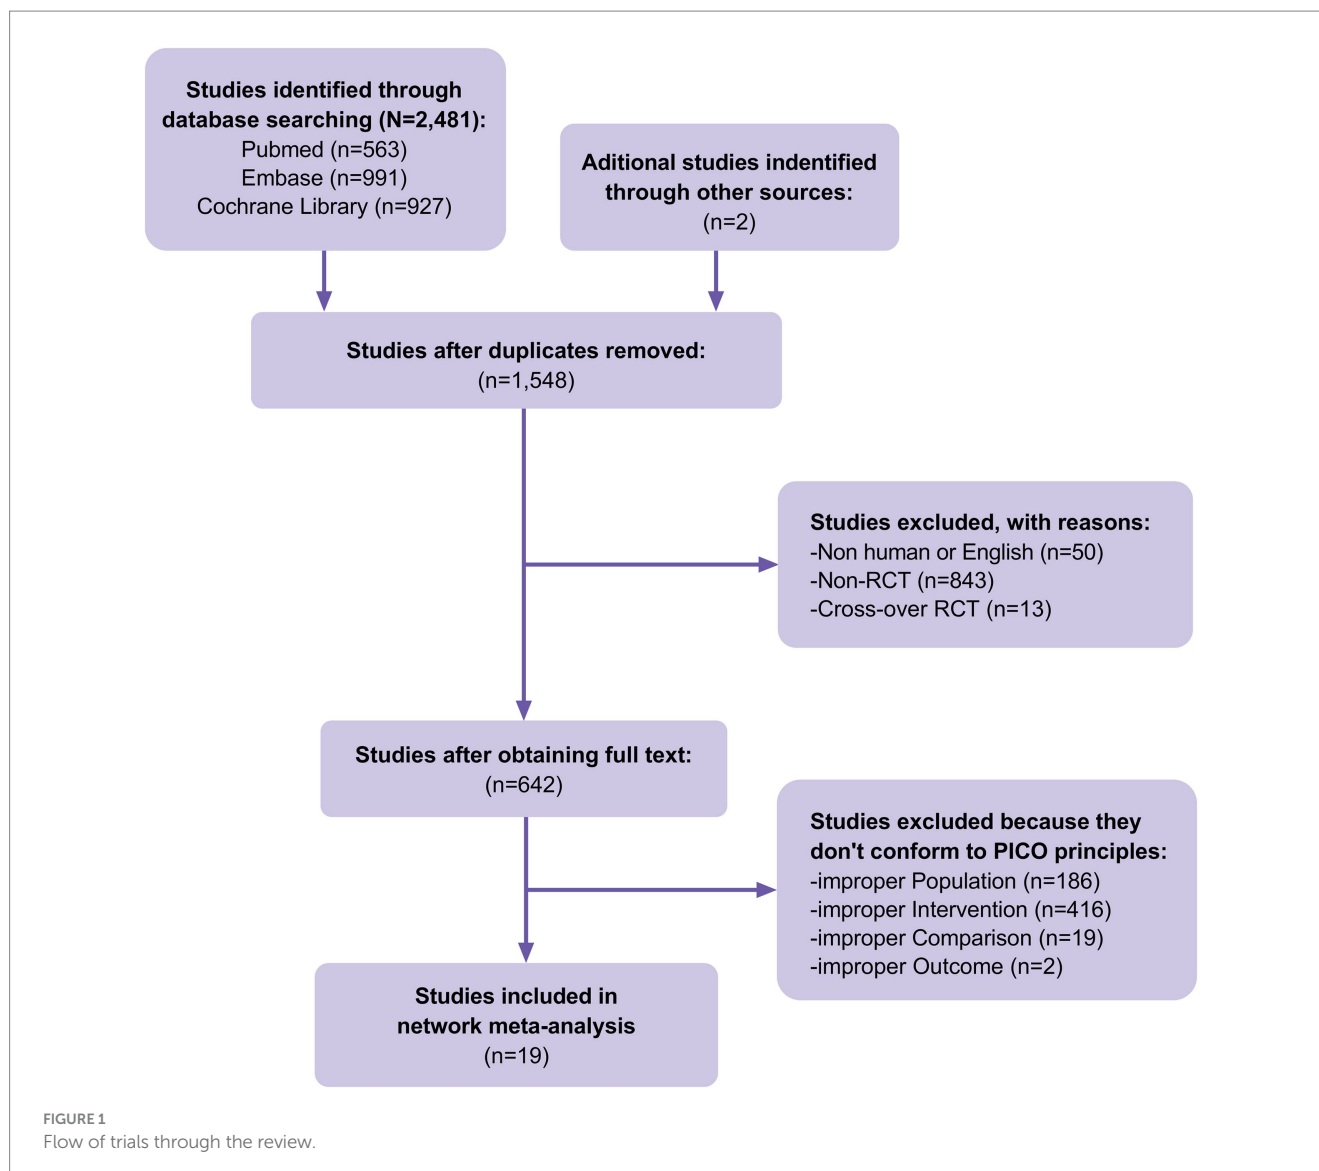 Studies identified through
database searching (N=2,481):
Pubmed (n=563)
Embase (n=991)
Cochrane Library (n=927)
Aditional studies indentified
through other sources:
(n=2)
Studies after duplicates removed:
(n=1,548)
Studies excluded, with reasons:
-Non human or English (n=50)
-Non-RCT (n=843)
-Cross-over RCT (n=13)
Studies after obtaining full text:
(n=642)
Studies excluded because they
don't conform to PICO principles:
-improper Population (n=186)
-improper Intervention (n=416)
-improper Comparison (n=19)
-improper Outcome (n=2)
Studies included in
network meta-analysis
(n=19)
FIGURE 1
Flow of trials through the review.